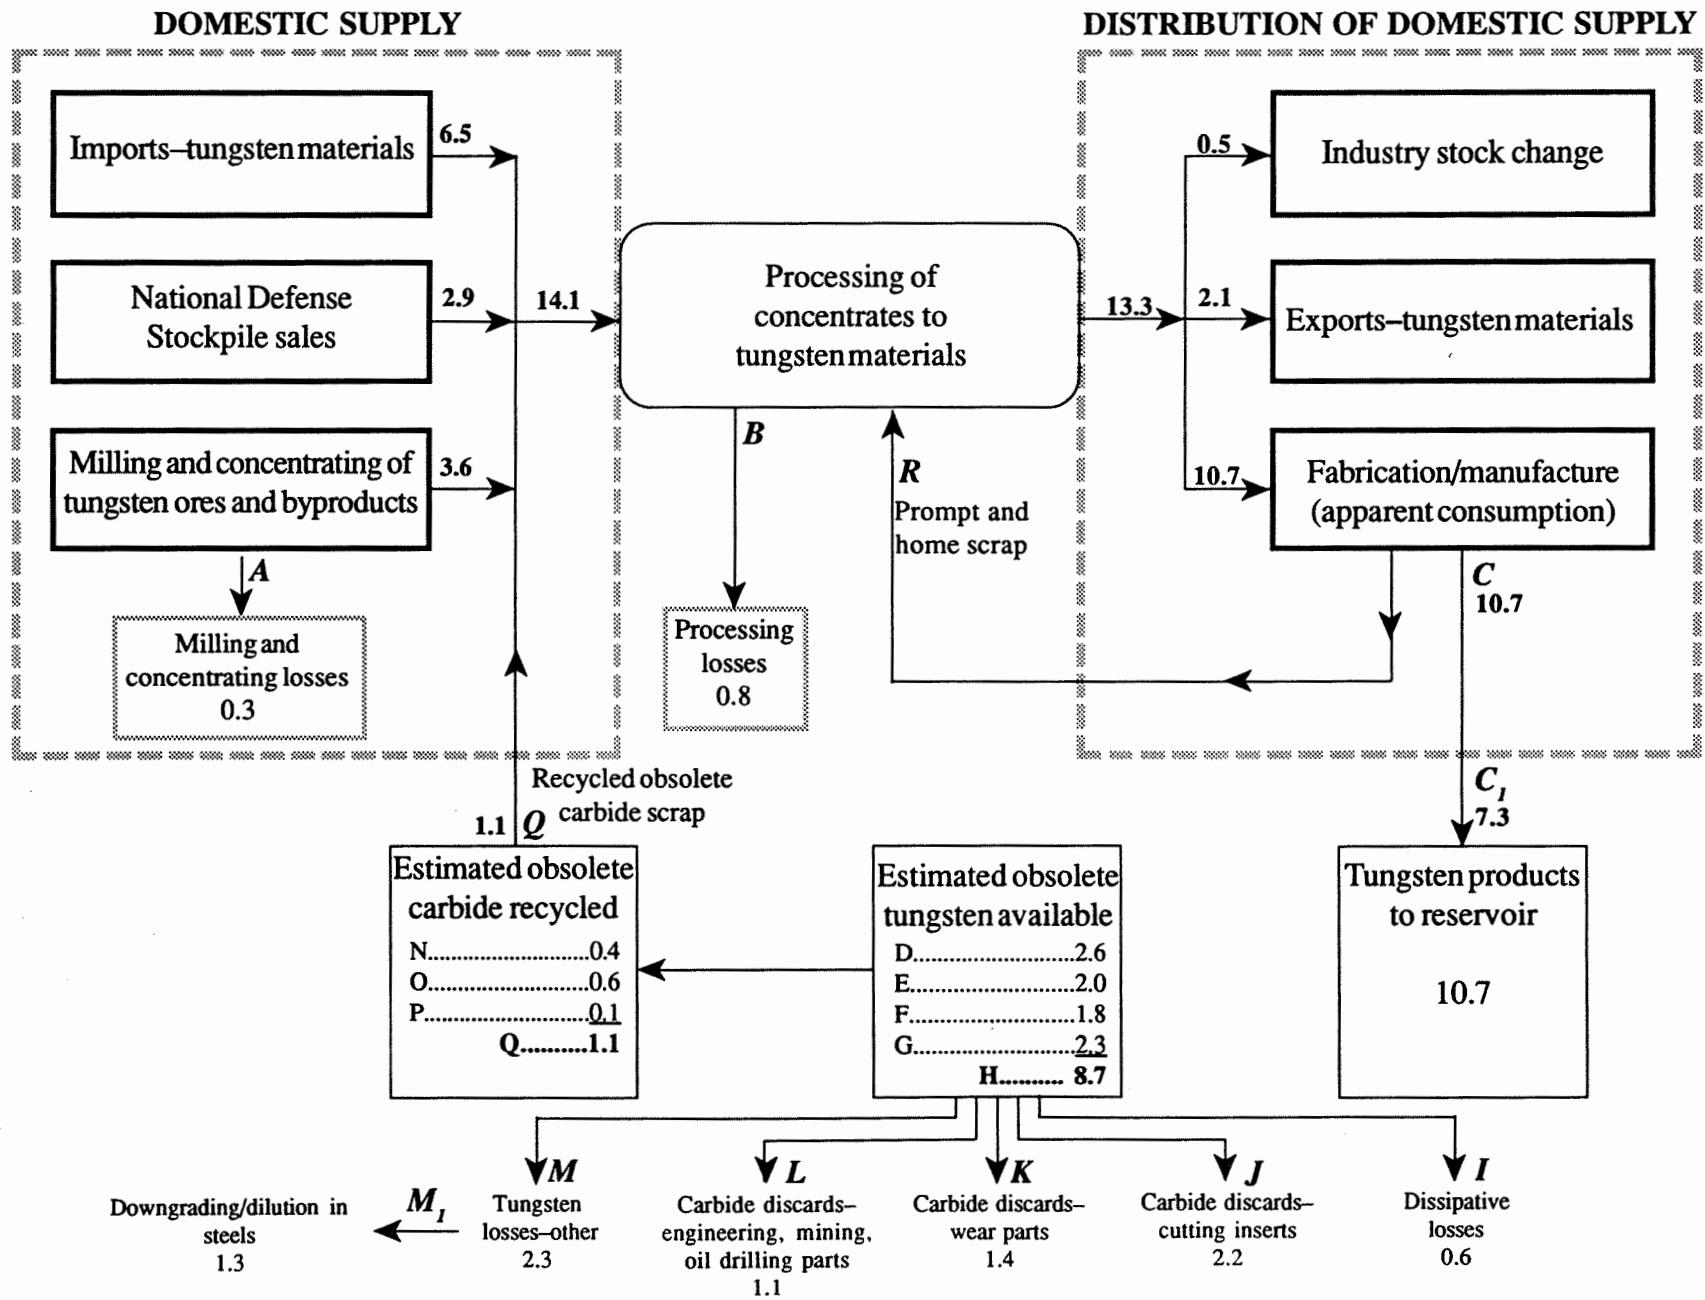 DOMESTIC SUPPLY
DISTRIBUTION OF DOMESTIC SUPPLY
Imports–tungsten materials
6.5
National Defense
Stockpile sales
2.9
14.1
Milling and concentrating of
tungsten ores and byproducts
3.6
A
Milling and
concentrating losses
0.3
Processing of
concentrates to
tungsten materials
B
Processing
losses
0.8
R
Prompt and
home scrap
13.3
0.5
Industry stock change
2.1
Exports–tungsten materials
10.7
Fabrication/manufacture
(apparent consumption)
C
10.7
C1
7.3
Recycled obsolete
carbide scrap
1.1 Q
Estimated obsolete
carbide recycled
N..........................0.4
O..........................0.6
P..........................0.1
Q..........1.1
Estimated obsolete
tungsten available
D..........................2.6
E..........................2.0
F..........................1.8
G..........................2.3
H.......... 8.7
Tungsten products
to reservoir
10.7
Downgrading/dilution in
steels
1.3
M1
M
Tungsten
losses–other
2.3
L
Carbide discards–
engineering, mining,
oil drilling parts
1.1
K
Carbide discards–
wear parts
1.4
J
Carbide discards–
cutting inserts
2.2
I
Dissipative
losses
0.6